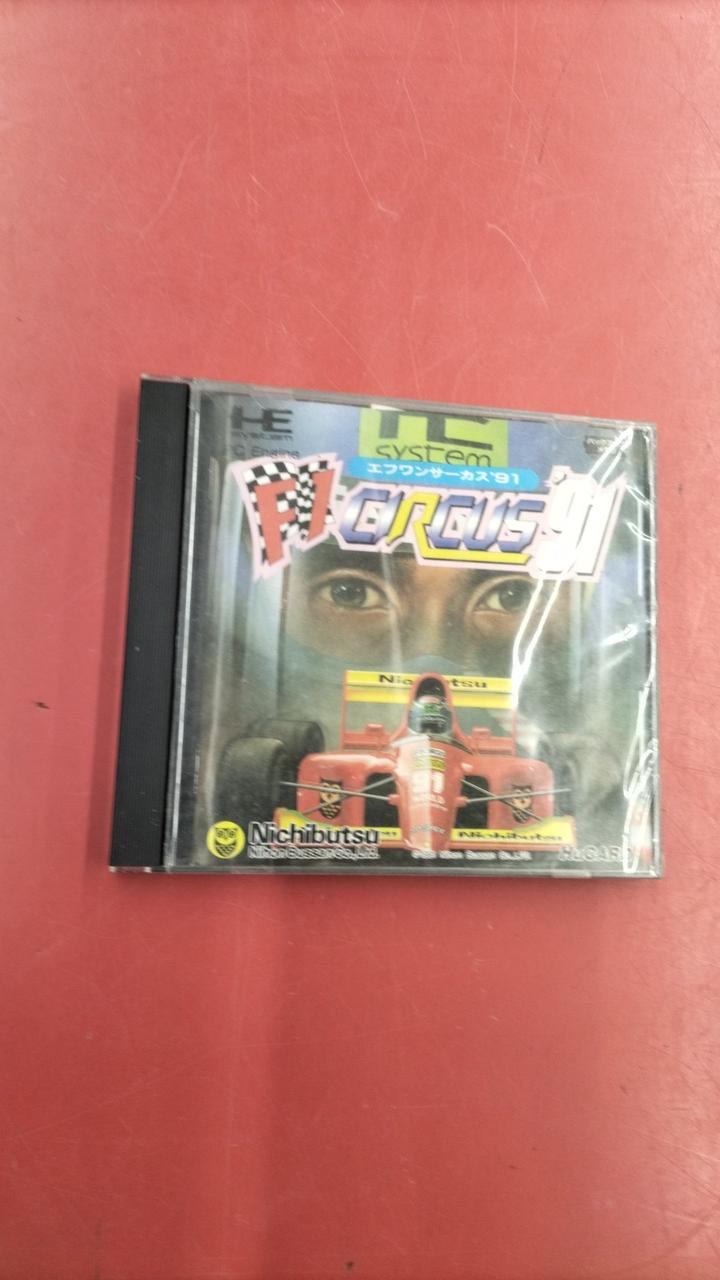 HE
system
PC Engine
HE
system
エフワンサーカス'91
F1 CIRCUS '91
Nichibutsu
91
Nichibutsu
Nichibutsu
Nihon Bussan Co., Ltd.
HuCARD